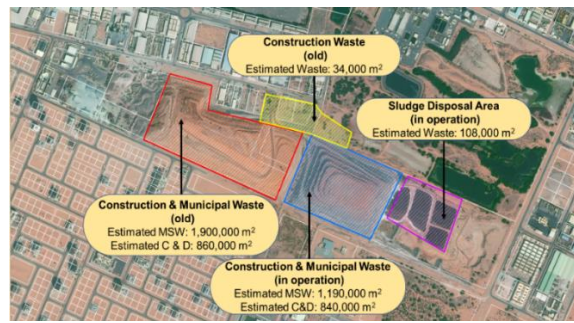 Construction Waste
(old)
Estimated Waste: 34,000 m²
Sludge Disposal Area
(in operation)
Estimated Waste: 108,000 m²
Construction & Municipal Waste
(old)
Estimated MSW: 1,900,000 m²
Estimated C & D: 860,000 m²
Construction & Municipal Waste
(in operation)
Estimated MSW: 1,190,000 m²
Estimated C&D: 840,000 m²